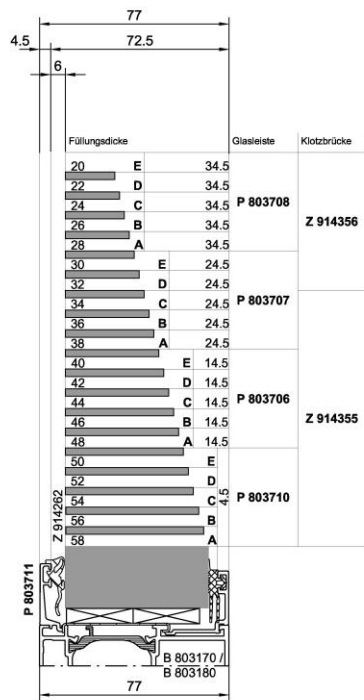 77
4.5 72.5
6
Füllungsdicke Glasleiste Klotzbrücke
20 E 34.5
22 D 34.5
24 C 34.5
26 B 34.5
28 A 34.5
P 803708
Z 914356
30 E 24.5
32 D 24.5
34 C 24.5
36 B 24.5
38 A 24.5
P 803707
40 E 14.5
42 D 14.5
44 C 14.5
46 B 14.5
48 A 14.5
P 803706
Z 914355
50 E
52 D
54 C
56 B
58 A
4.5
P 803710
Z 914262
P 803711
B 803170 /
B 803180
77